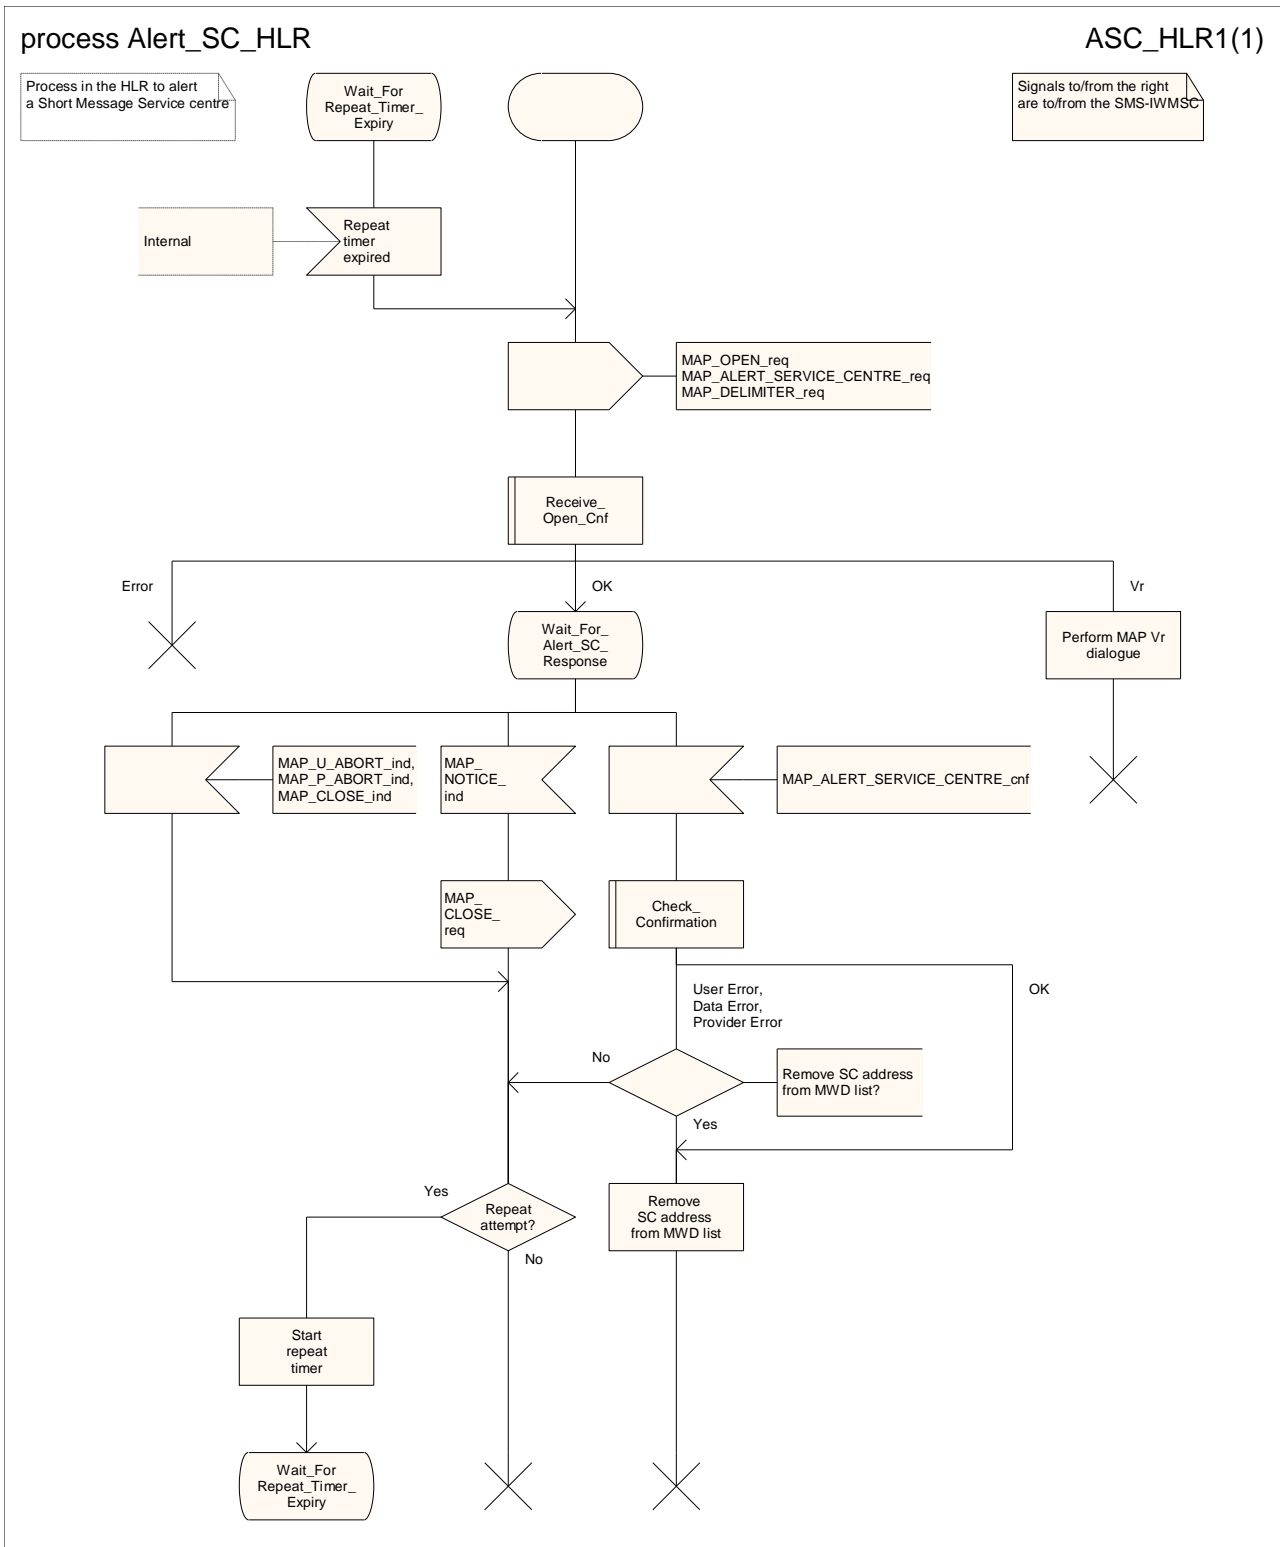 process Alert_SC_HLR
ASC_HLR1(1)
Process in the HLR to alert
a Short Message Service centre
Wait_For
Repeat_Timer_
Expiry
Signals to/from the right
are to/from the SMS-IWMSC
Internal
Repeat
timer
expired
MAP_OPEN_req
MAP_ALERT_SERVICE_CENTRE_req
MAP_DELIMITER_req
Receive_
Open_Cnf
Error
OK
Vr
Wait_For_
Alert_SC_
Response
Perform MAP Vr
dialogue
MAP_U_ABORT_ind,
MAP_P_ABORT_ind,
MAP_CLOSE_ind
MAP_
NOTICE_
ind
MAP_ALERT_SERVICE_CENTRE_cnf
MAP_
CLOSE_
req
Check_
Confirmation
User Error,
Data Error,
Provider Error
OK
No
Remove SC address
from MWD list?
Yes
Yes
Repeat
attempt?
No
Remove
SC address
from MWD list
Start
repeat
timer
Wait_For
Repeat_Timer_
Expiry